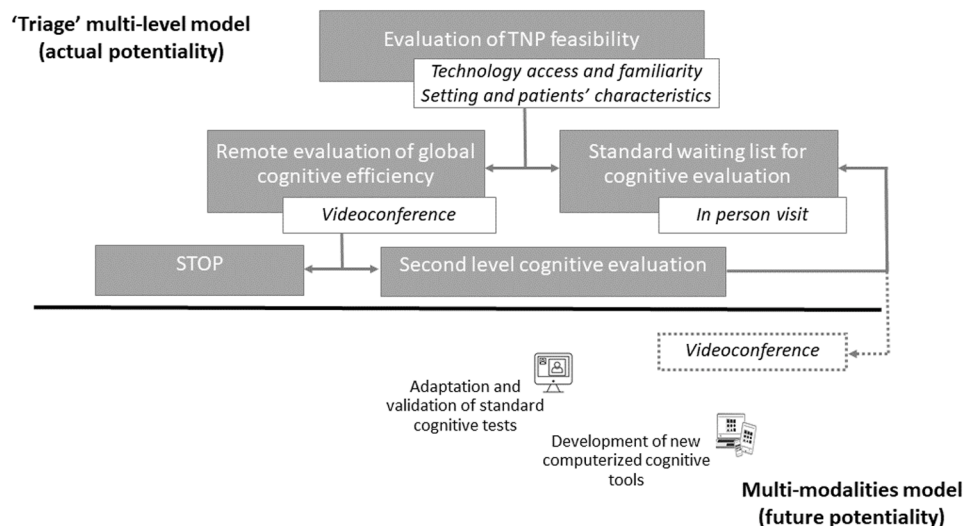 ‘Triage’ multi-level model
(actual potentiality)
Evaluation of TNP feasibility
Technology access and familiarity
Setting and patients’ characteristics
Remote evaluation of global
cognitive efficiency
Videoconference
Standard waiting list for
cognitive evaluation
In person visit
STOP
Second level cognitive evaluation
Videoconference
Adaptation and
validation of standard
cognitive tests
Development of new
computerized cognitive
tools
Multi-modalities model
(future potentiality)